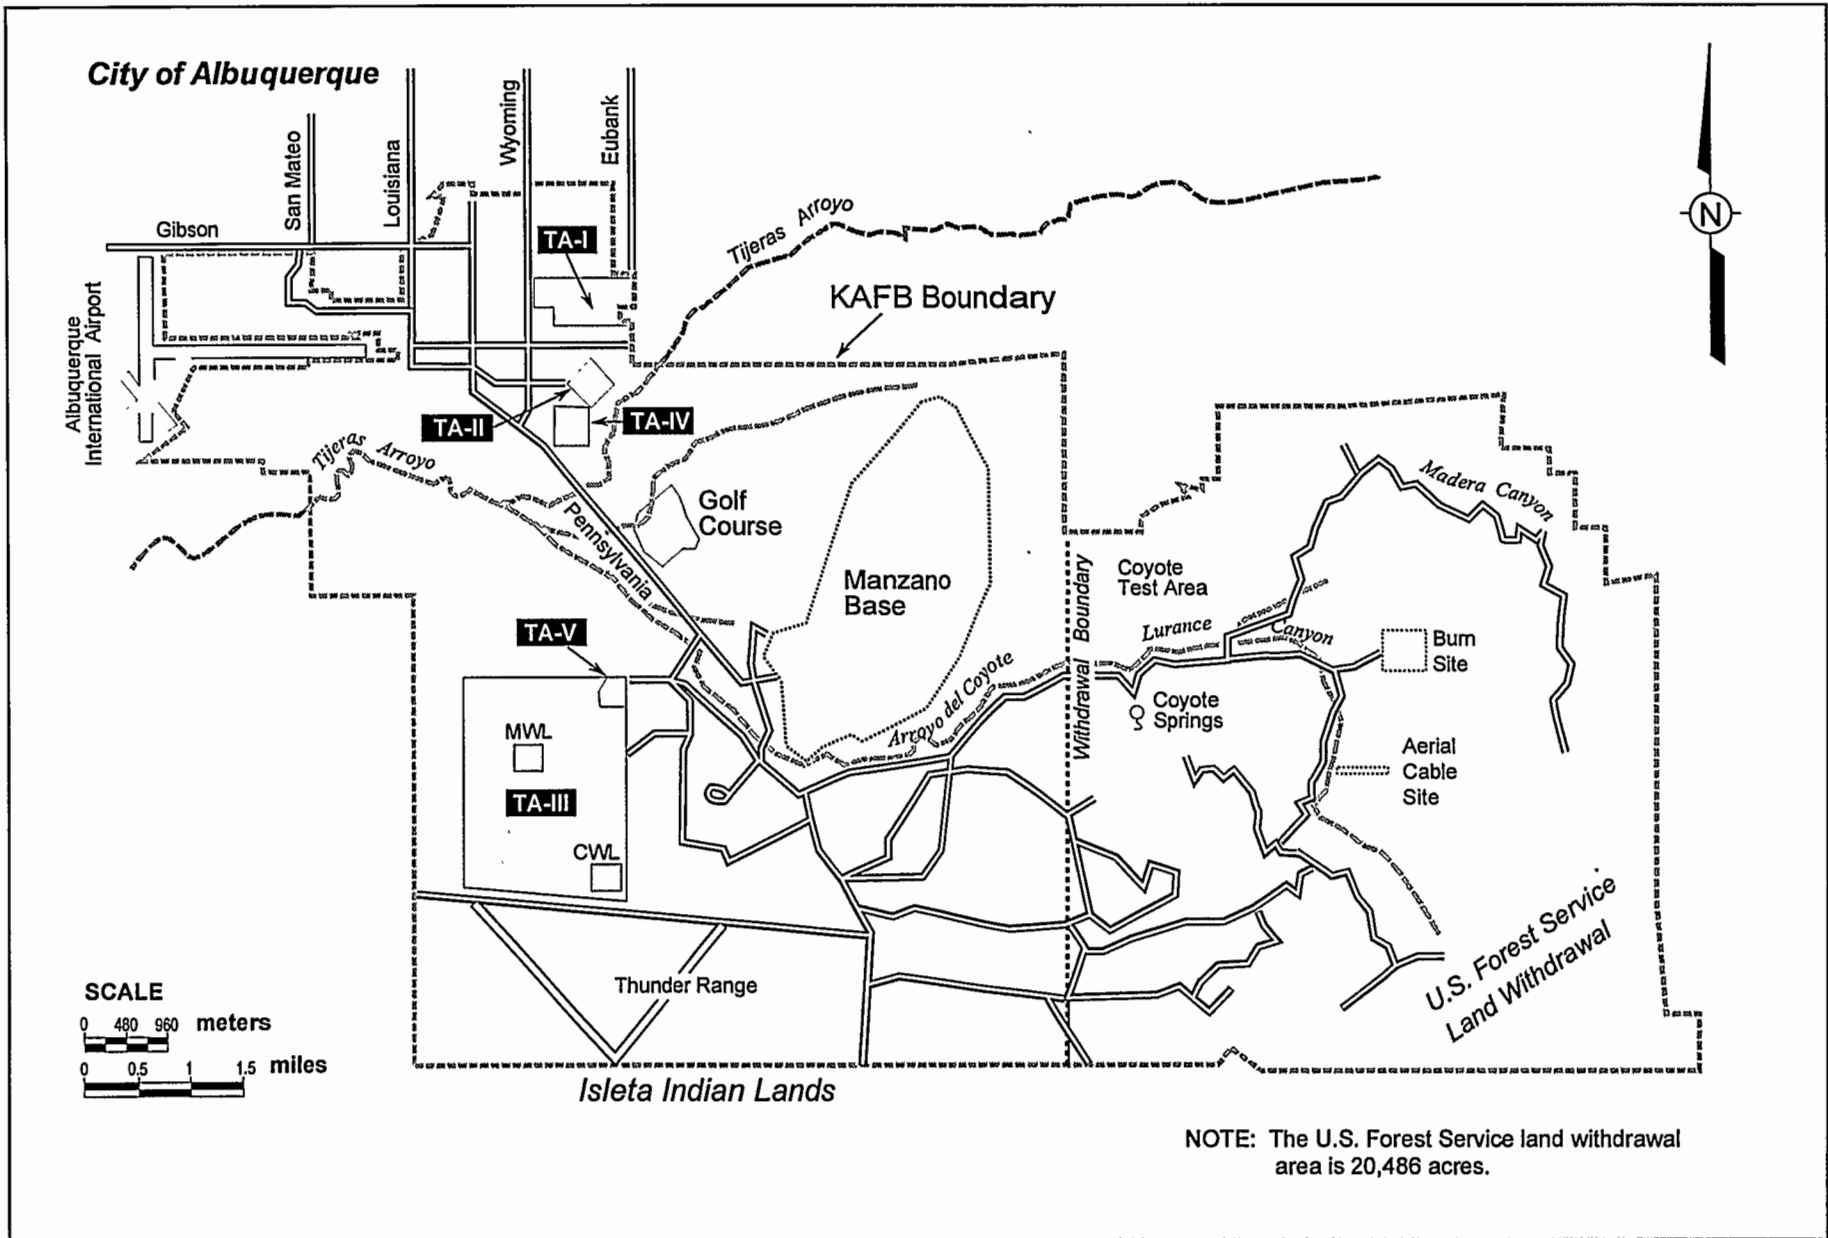 City of Albuquerque
San Mateo
Louisiana
Wyoming
Eubank
Gibson
TA-I
Tijeras Arroyo
KAFB Boundary
N
Albuquerque
International Airport
TA-II
TA-IV
Tijeras Arroyo
Golf
Course
Pennsylvania
Manzano
Base
Madera Canyon
Coyote
Test Area
Withdrawal Boundary
Lurance Canyon
Burn
Site
TA-V
Arroyo del Coyote
Coyote
Springs
MWL
TA-III
CWL
Aerial
Cable
Site
Thunder Range
U.S. Forest Service
Land Withdrawal
SCALE
0 480 960 meters
0 0.5 1 1.5 miles
Isleta Indian Lands
NOTE: The U.S. Forest Service land withdrawal
area is 20,486 acres.